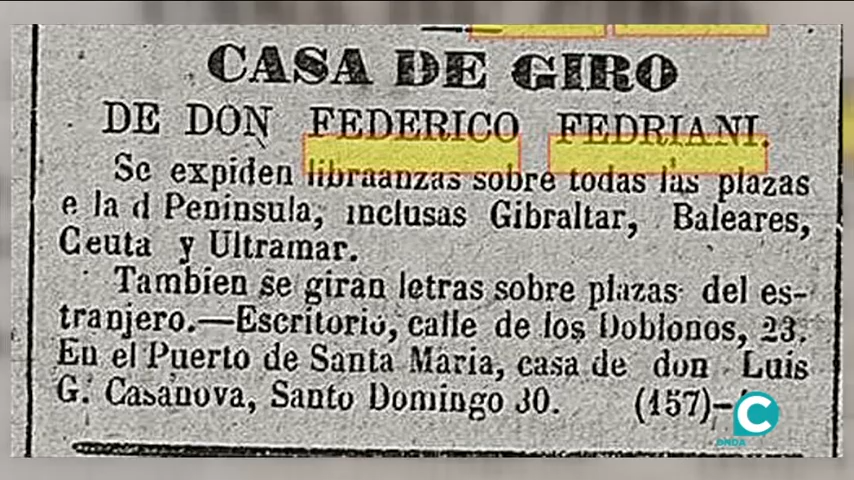 CASA DE GIRO
DE DON FEDERICO FEDRIANI.
Se expiden libraanzas sobre todas las plazas
e la d Peninsula, inclusas Gibraltar, Baleares,
Ceuta y Ultramar.
Tambien se giran letras sobre plazas del es-
tranjero.—Escritorio, calle de los Doblonos, 23.
En el Puerto de Santa Maria, casa de don Luis
G. Casanova, Santo Domingo 30. (157)–
C
ONDA